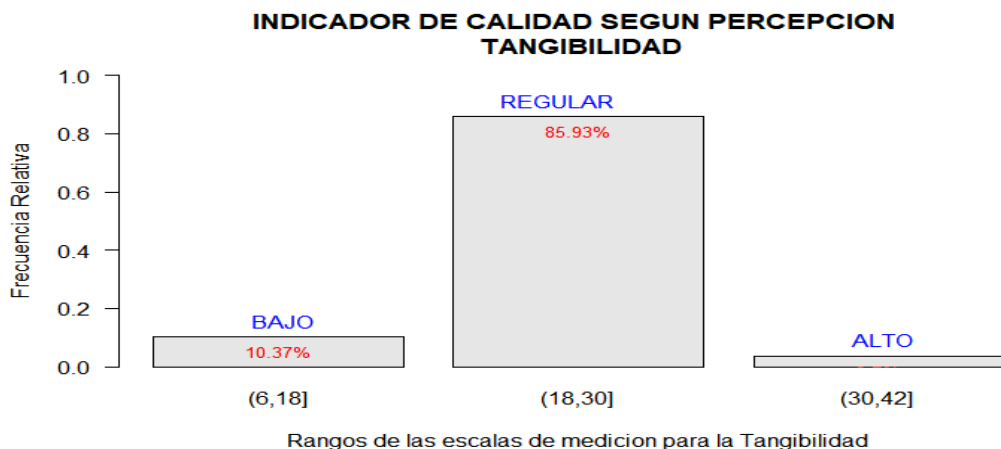 INDICADOR DE CALIDAD SEGUN PERCEPCION
TANGIBILIDAD
Frecuencia Relativa
1.0
0.8
0.6
0.4
0.2
0.0
BAJO
10.37%
REGULAR
85.93%
ALTO
(6,18]
(18,30]
(30,42]
Rangos de las escalas de medicion para la Tangibilidad